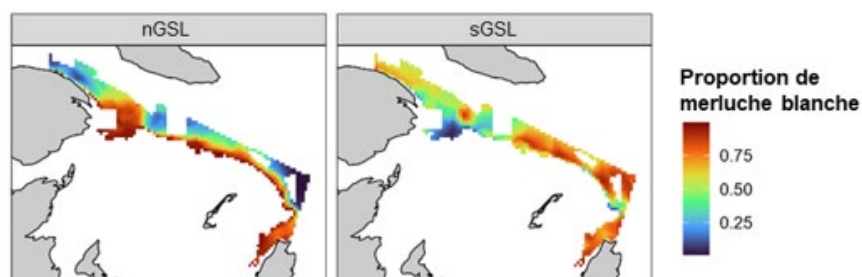 nGSL
sGSL
Proportion de
merluche blanche
0.75
0.50
0.25